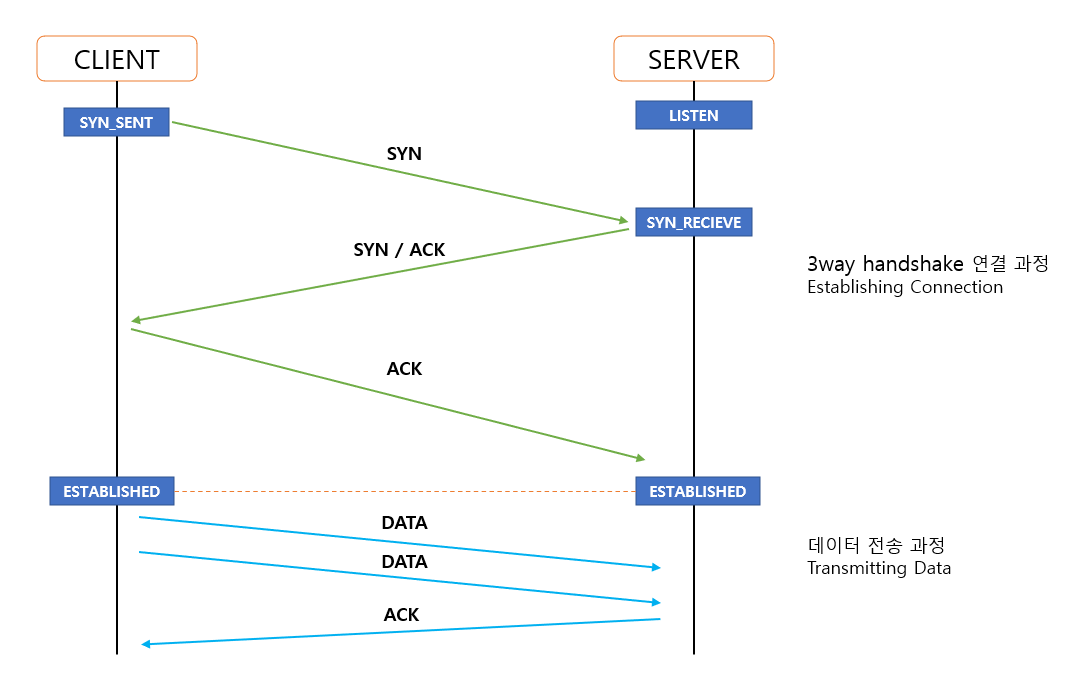 CLIENT
SERVER
SYN_SENT
LISTEN
SYN
SYN_RECIEVE
SYN / ACK
3way handshake 연결 과정
Establishing Connection
ACK
ESTABLISHED
ESTABLISHED
DATA
데이터 전송 과정
DATA
Transmitting Data
ACK